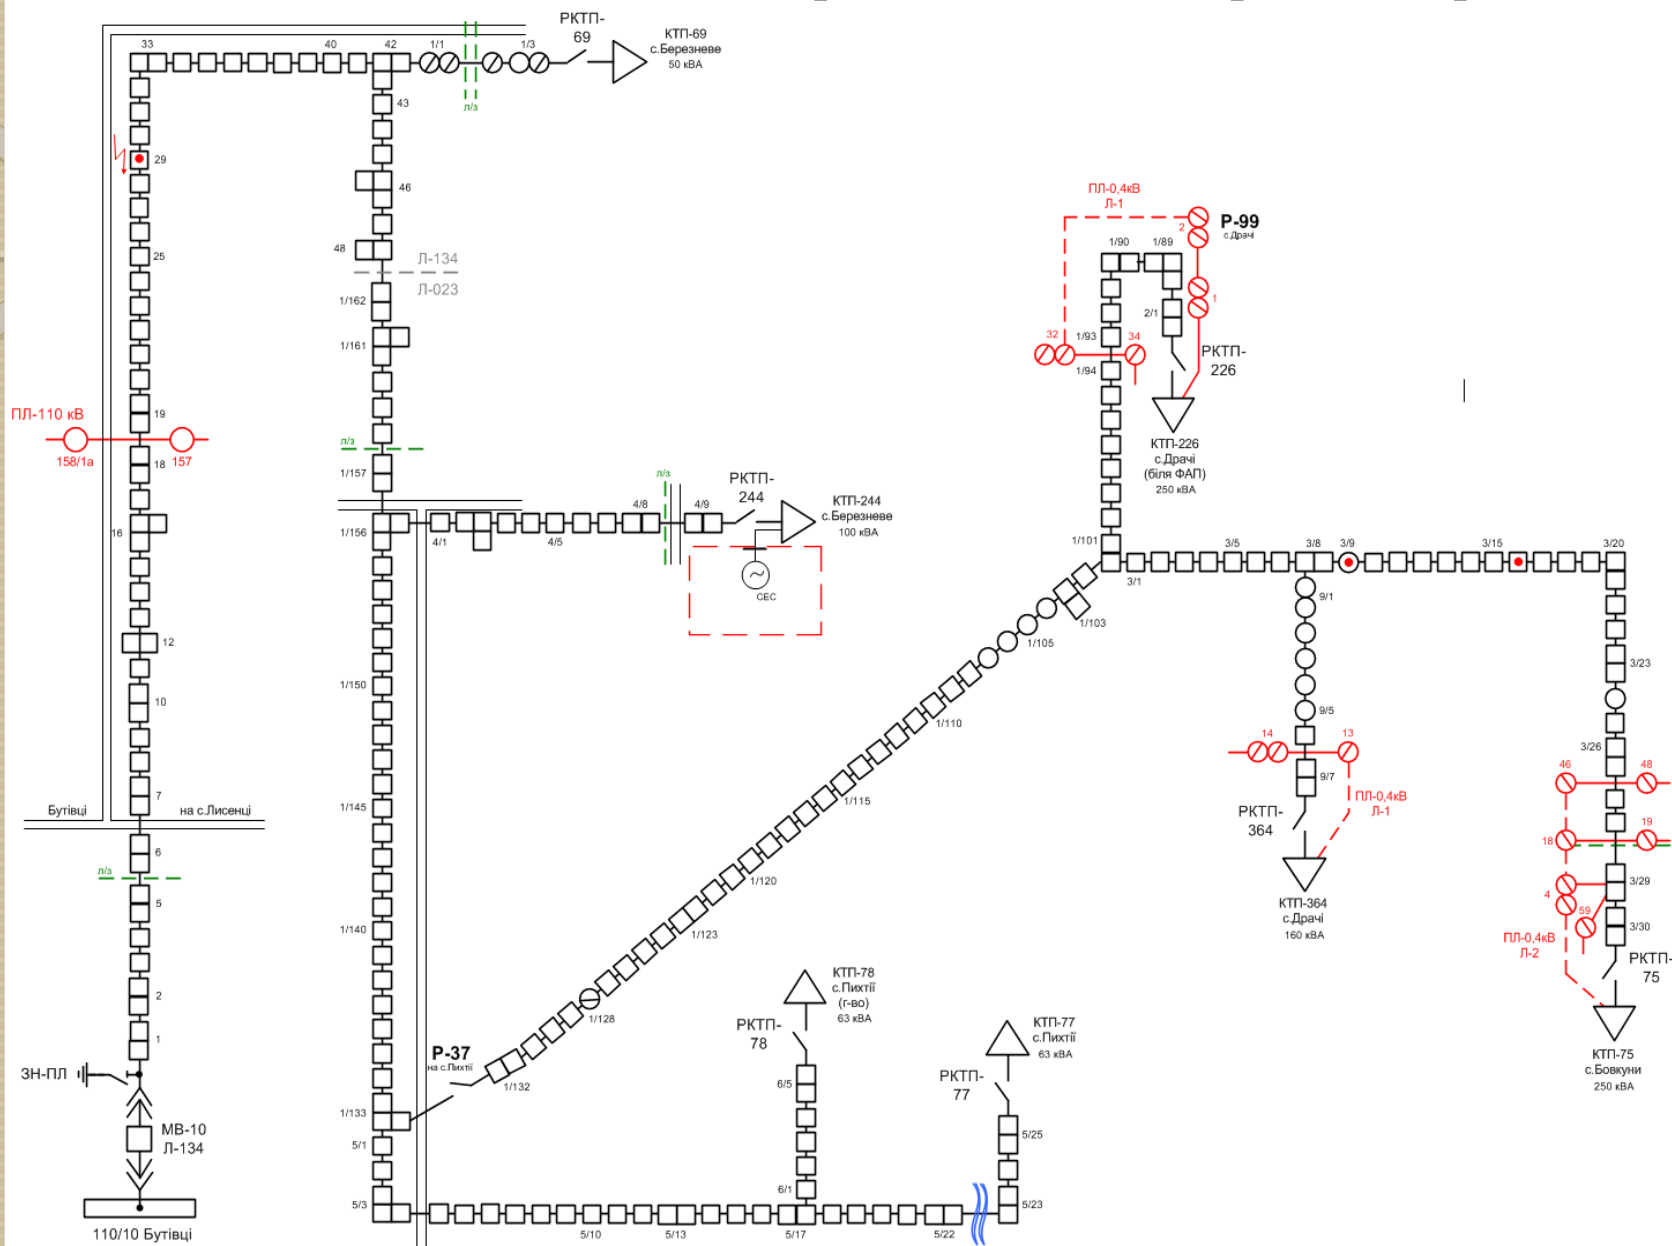 33
40
42
1/1
1/3
РКТП-
69
КТП-69
с.Березневе
50 кВА
л/з
43
29
46
25
48
Л-134
Л-023
1/162
1/161
19
ПЛ-110 кВ
158/1а
157
18
л/з
1/157
16
1/156
4/1
4/5
4/8
л/з
4/9
РКТП-
244
КТП-244
с.Березневе
100 кВА
СЕС
12
10
7
Бутівці
на с.Лисенці
6
л/з
5
2
1
ЗН-ПЛ
МВ-10
Л-134
110/10 Бутівці
1/150
1/145
1/140
1/133
5/1
5/3
Р-37
на с.Пихтії
1/132
1/128
1/123
1/120
1/115
1/110
1/105
1/103
1/101
5/10
5/13
5/17
5/22
5/23
5/25
6/1
6/5
РКТП-
78
КТП-78
с.Пихтії
(г-во)
63 кВА
РКТП-
77
КТП-77
с.Пихтії
63 кВА
ПЛ-0,4кВ
Л-1
2
Р-99
с.Драчі
1/90
1/89
1
2/1
32
1/93
34
1/94
РКТП-
226
КТП-226
с.Драчі
(біля ФАП)
250 кВА
3/1
3/5
3/8
3/9
3/15
3/20
9/1
9/5
14
13
9/7
ПЛ-0,4кВ
Л-1
РКТП-
364
КТП-364
с.Драчі
160 кВА
3/23
3/26
46
48
18
19
3/29
4
59
3/30
ПЛ-0,4кВ
Л-2
РКТП-
75
КТП-75
с.Бовкуни
250 кВА